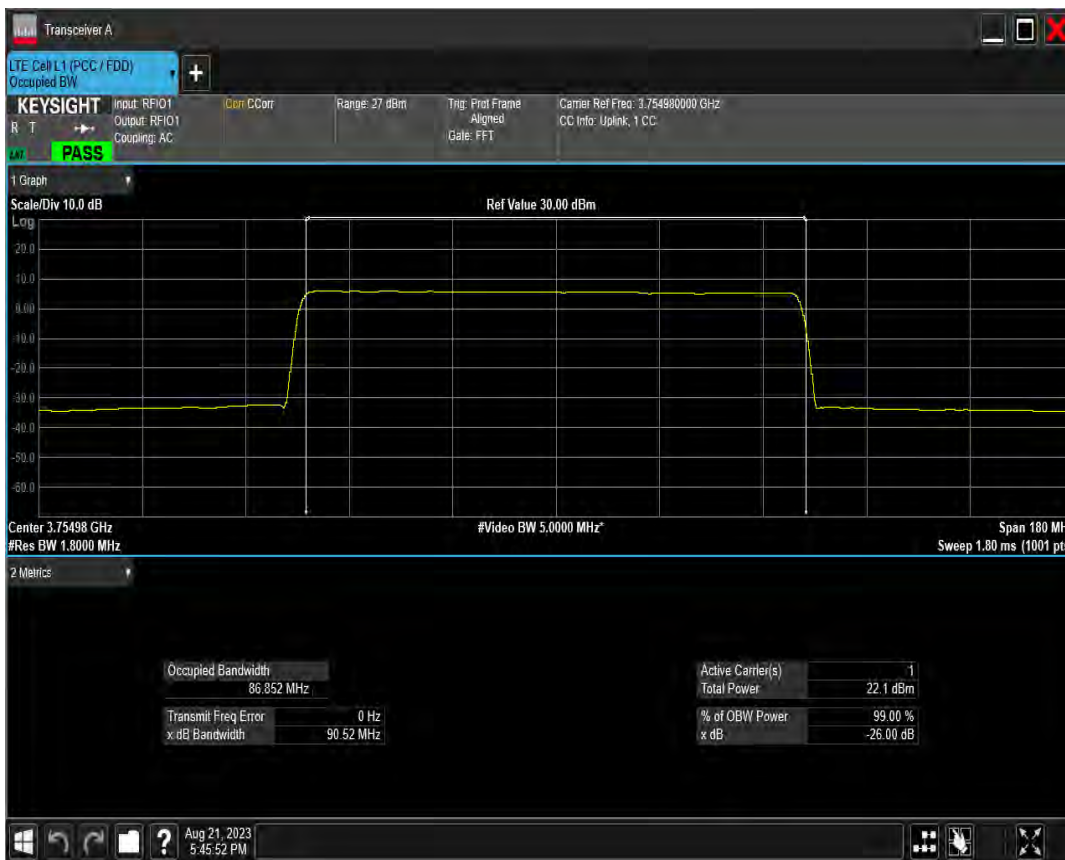 Transceiver A
LTE Cell L1 (PCC / FDD)
Occupied BW
KEYSIGHT
R T
PASS
Input: RFIO1
Output: RFIO1
Coupling: AC
Corr CCorr
Range: 27 dBm
Trig: Prot Frame
Aligned
Gate: FFT
Carrier Ref Freq: 3.754980000 GHz
CC Info: Uplink, 1 CC
1 Graph
Scale/Div 10.0 dB
Ref Value 30.00 dBm
Log
20.0
10.0
0.00
-10.0
-20.0
-30.0
-40.0
-50.0
-60.0
Center 3.75498 GHz
#Video BW 5.0000 MHz*
Span 180 MH
#Res BW 1.8000 MHz
Sweep 1.80 ms (1001 pts
2 Metrics
Occupied Bandwidth
86.852 MHz
Transmit Freq Error 0 Hz
x dB Bandwidth 90.52 MHz
Active Carrier(s) 1
Total Power 22.1 dBm
% of OBW Power 99.00 %
x dB -26.00 dB
Aug 21, 2023
5:45:52 PM